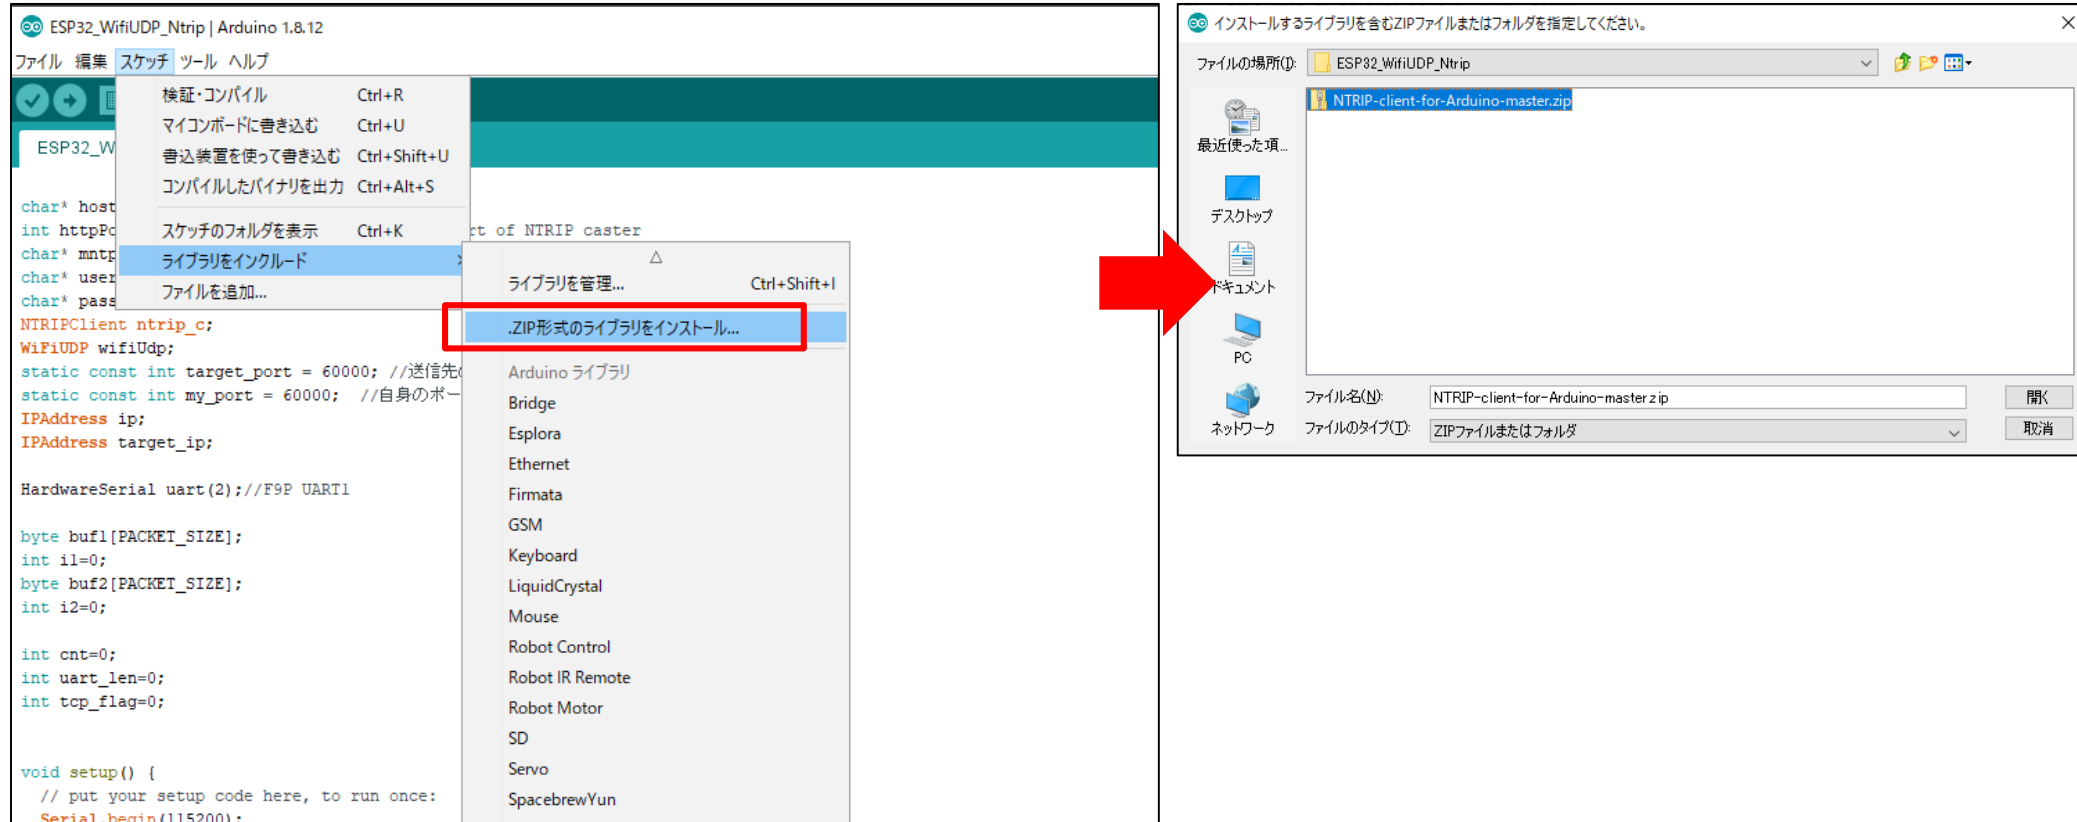 ESP32_WifiUDP_Ntrip | Arduino 1.8.12
ファイル 編集 スケッチ ツール ヘルプ
検証・コンパイル Ctrl+R
マイコンボードに書き込む Ctrl+U
書込装置を使って書き込む Ctrl+Shift+U
コンパイルしたバイナリを出力 Ctrl+Alt+S
スケッチのフォルダを表示 Ctrl+K
ライブラリをインクルード
ファイルを追加...
ライブラリを管理... Ctrl+Shift+I
.ZIP形式のライブラリをインストール...
Arduino ライブラリ
Bridge
Esplora
Ethernet
Firmata
GSM
Keyboard
LiquidCrystal
Mouse
Robot Control
Robot IR Remote
Robot Motor
SD
Servo
SpacebrewYun
ESP32_W
char* host
int httpPo
rt of NTRIP caster
char* mntp
char* user
char* pass
NTRIPClient ntrip_c;
WiFiUDP wifiUdp;
static const int target_port = 60000; //送信先
static const int my_port = 60000; //自身のポー
IPAddress ip;
IPAddress target_ip;
HardwareSerial uart(2);//F9P UART1
byte buf1[PACKET_SIZE];
int i1=0;
byte buf2[PACKET_SIZE];
int i2=0;
int cnt=0;
int uart_len=0;
int tcp_flag=0;
void setup() {
// put your setup code here, to run once:
Serial.begin(115200);
インストールするライブラリを含むZIPファイルまたはフォルダを指定してください。
ファイルの場所(I): ESP32_WifiUDP_Ntrip
NTRIP-client-for-Arduino-master.zip
最近使った項...
デスクトップ
ドキュメント
PC
ネットワーク
ファイル名(N): NTRIP-client-for-Arduino-master.zip 開く
ファイルのタイプ(T): ZIPファイルまたはフォルダ 取消